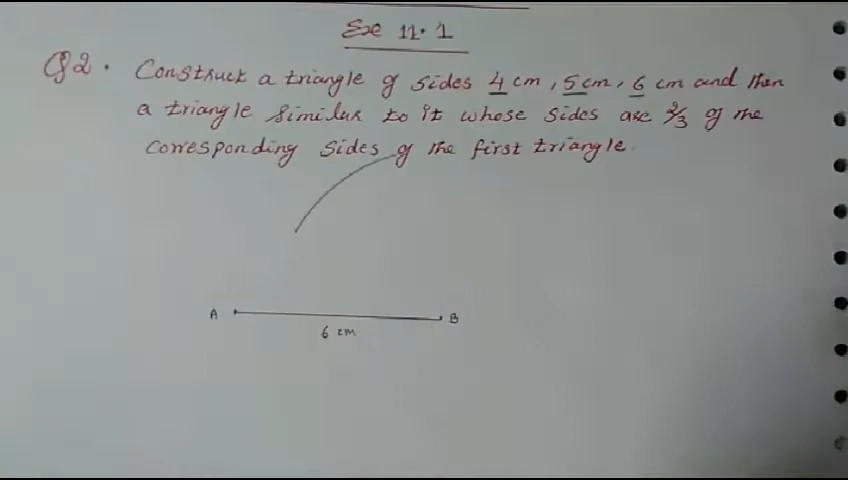 Exe 11.1
Q2. Construct a triangle of sides 4 cm, 5 cm, 6 cm and then
a triangle similar to it whose sides are 2/3 of the
corresponding sides of the first triangle.
A B
6 cm